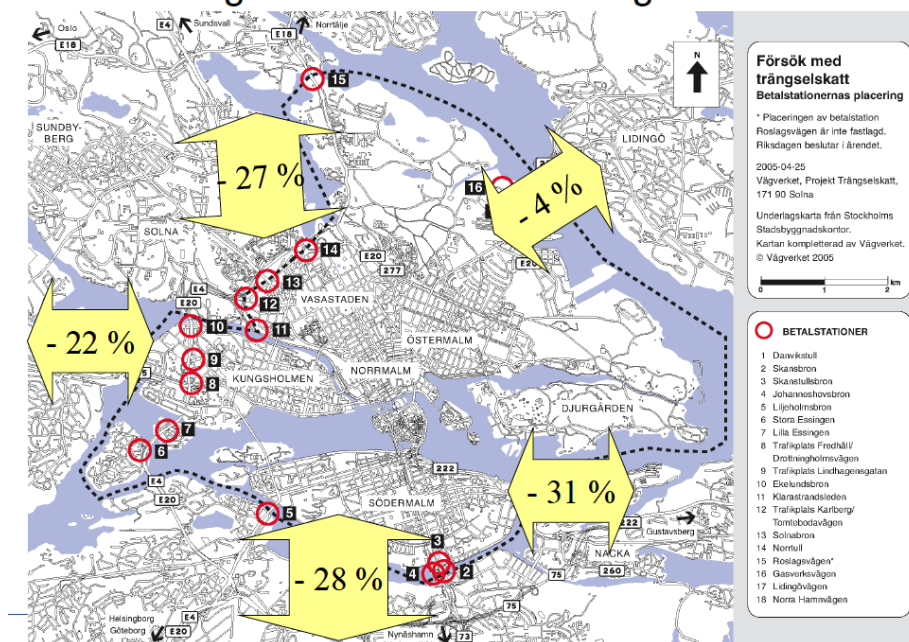 Oslo
E18
E4
Sundsvall
E18
Norrtälje
N
15
SUNDBY-
BERG
LIDINGÖ
- 27 %
16
- 4 %
SOLNA
14
E20
277
E20
13
E4
12
E20
VASASTADEN
10
11
ÖSTERMALM
- 22 %
9
NORRMALM
KUNGSHOLMEN
8
DJURGÅRDEN
7
6
222
E4
- 31 %
E20
SÖDERMALM
5
222
Gustavsberg
3
NACKA
- 28 %
4
2
260
75
75
Helsingborg
E4
Göteborg
E20
Nynäshamn
73
Försök med
trängselskatt
Betalstationernas placering
* Placeringen av betalstation
Roslagsvägen är inte fastlagd.
Riksdagen beslutar i ärendet.
2005-04-25
Vägverket, Projekt Trängselskatt,
171 90 Solna
Underlagskarta från Stockholms
Stadsbyggnadskontor.
Kartan kompletterad av Vägverket.
© Vägverket 2005
km
0 1 2
BETALSTATIONER
1 Danvikstull
2 Skansbron
3 Skanstullsbron
4 Johanneshovsbron
5 Liljeholmsbron
6 Stora Essingen
7 Lilla Essingen
8 Trafikplats Fredhäll/
Drottningholmsvägen
9 Trafikplats Lindhagensgatan
10 Ekelundsbron
11 Klarastrandsleden
12 Trafikplats Karlberg/
Tomtebodavägen
13 Solnabron
14 Norrtull
15 Roslagsvägen*
16 Gasverksvägen
17 Lidingövägen
18 Norra Hamnvägen